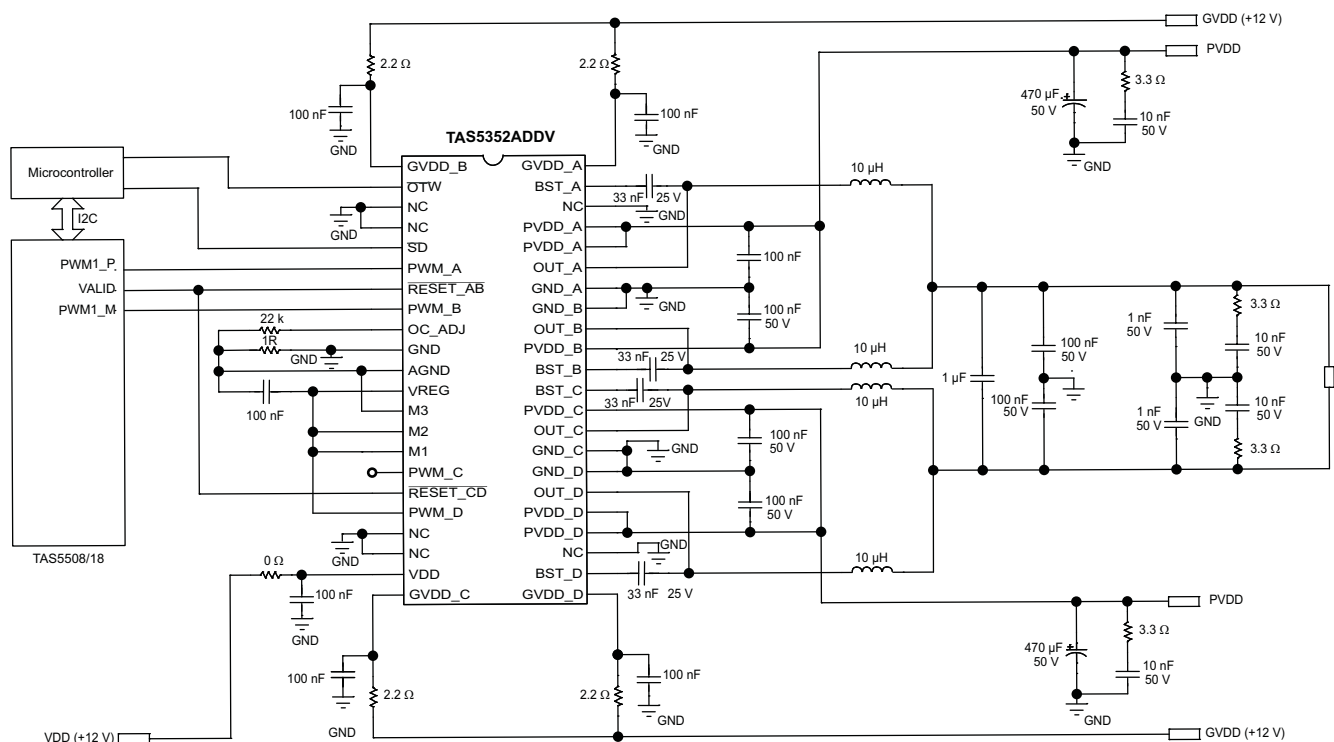 GVDD (+12 V)
PVDD
2.2 Ω
2.2 Ω
3.3 Ω
470 µF
50 V
10 nF
50 V
100 nF
GND
100 nF
GND
GND
TAS5352ADDV
Microcontroller
I2C
PWM1_P
VALID
PWM1_M
TAS5508/18
GVDD_B
OTW
NC
NC
SD
PWM_A
RESET_AB
PWM_B
OC_ADJ
GND
AGND
VREG
M3
M2
M1
PWM_C
RESET_CD
PWM_D
NC
NC
VDD
GVDD_C
GVDD_A
BST_A
NC
PVDD_A
PVDD_A
OUT_A
GND_A
GND_B
OUT_B
PVDD_B
BST_B
BST_C
PVDD_C
OUT_C
GND_C
GND_D
OUT_D
PVDD_D
PVDD_D
NC
BST_D
GVDD_D
GND
22 k
1R
GND
100 nF
GND
0 Ω
100 nF
GND
33 nF 25 V
GND
100 nF
GND
100 nF
50 V
33 nF 25 V
33 nF 25V
GND
100 nF
50 V
100 nF
50 V
GND
33 nF 25 V
10 µH
10 µH
10 µH
10 µH
1 µF
100 nF
50 V
100 nF
50 V
1 nF
50 V
1 nF
50 V
GND
3.3 Ω
10 nF
50 V
10 nF
50 V
3.3 Ω
PVDD
3.3 Ω
470 µF
50 V
10 nF
50 V
GND
100 nF
GND
2.2 Ω
100 nF
GND
2.2 Ω
VDD (+12 V)
GVDD (+12 V)